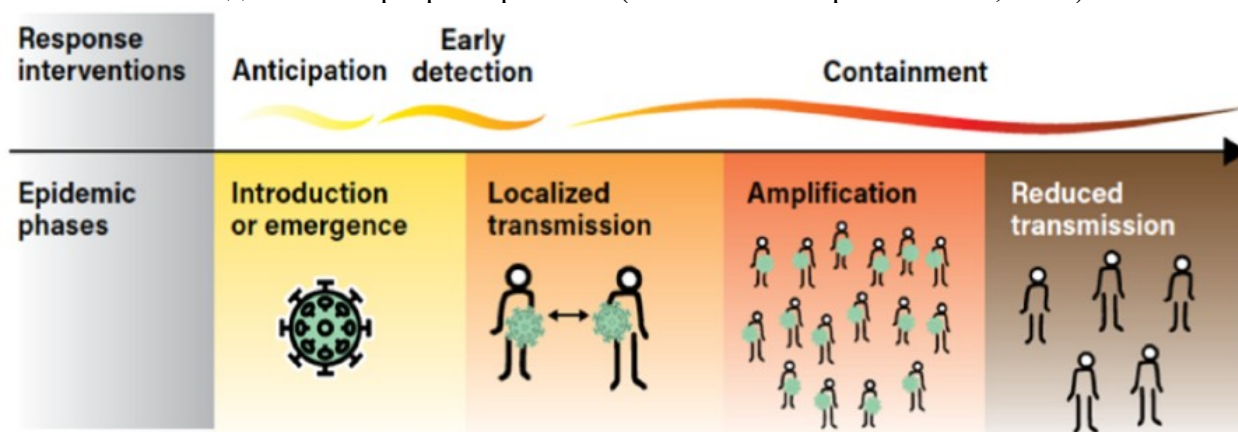 Response
interventions
Anticipation
Early
detection
Containment
Epidemic
phases
Introduction
or emergence
Localized
transmission
Amplification
Reduced
transmission